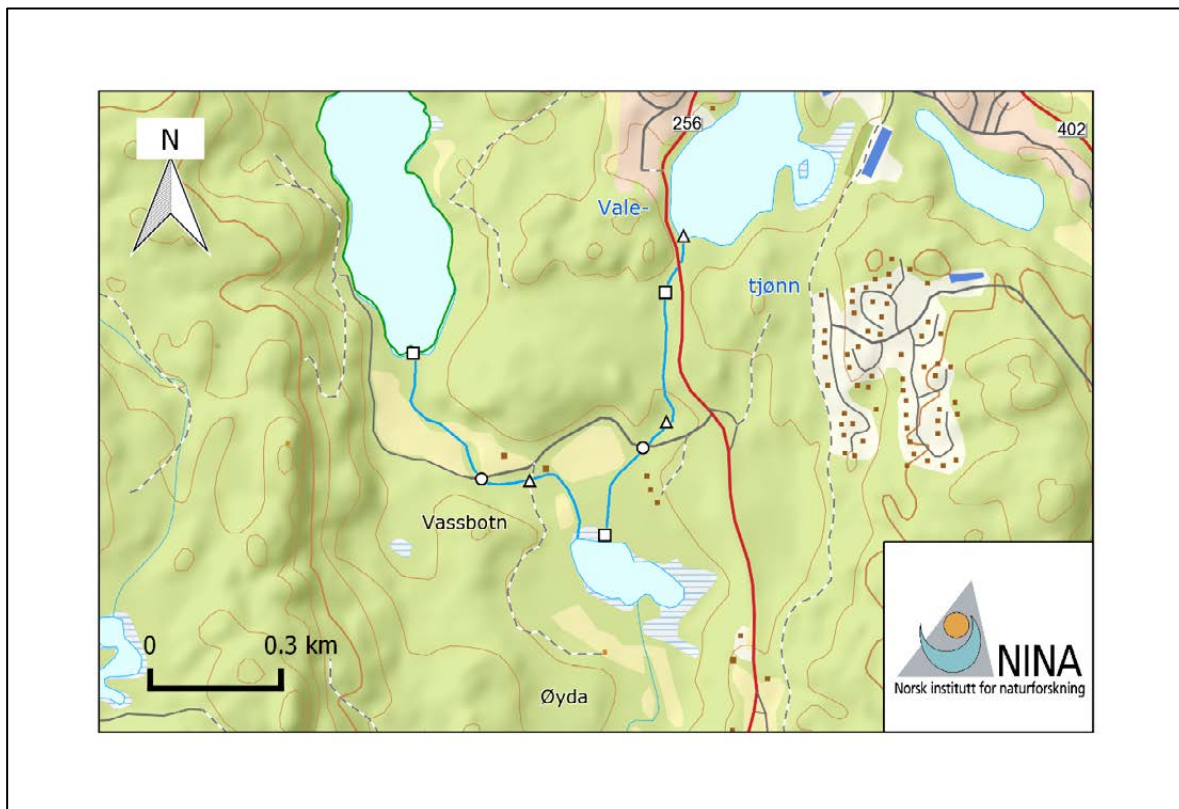 N
256
402
Vale-
tjønn
Vassbotn
0 0.3 km
Øyda
NINA
Norsk institutt for naturforskning